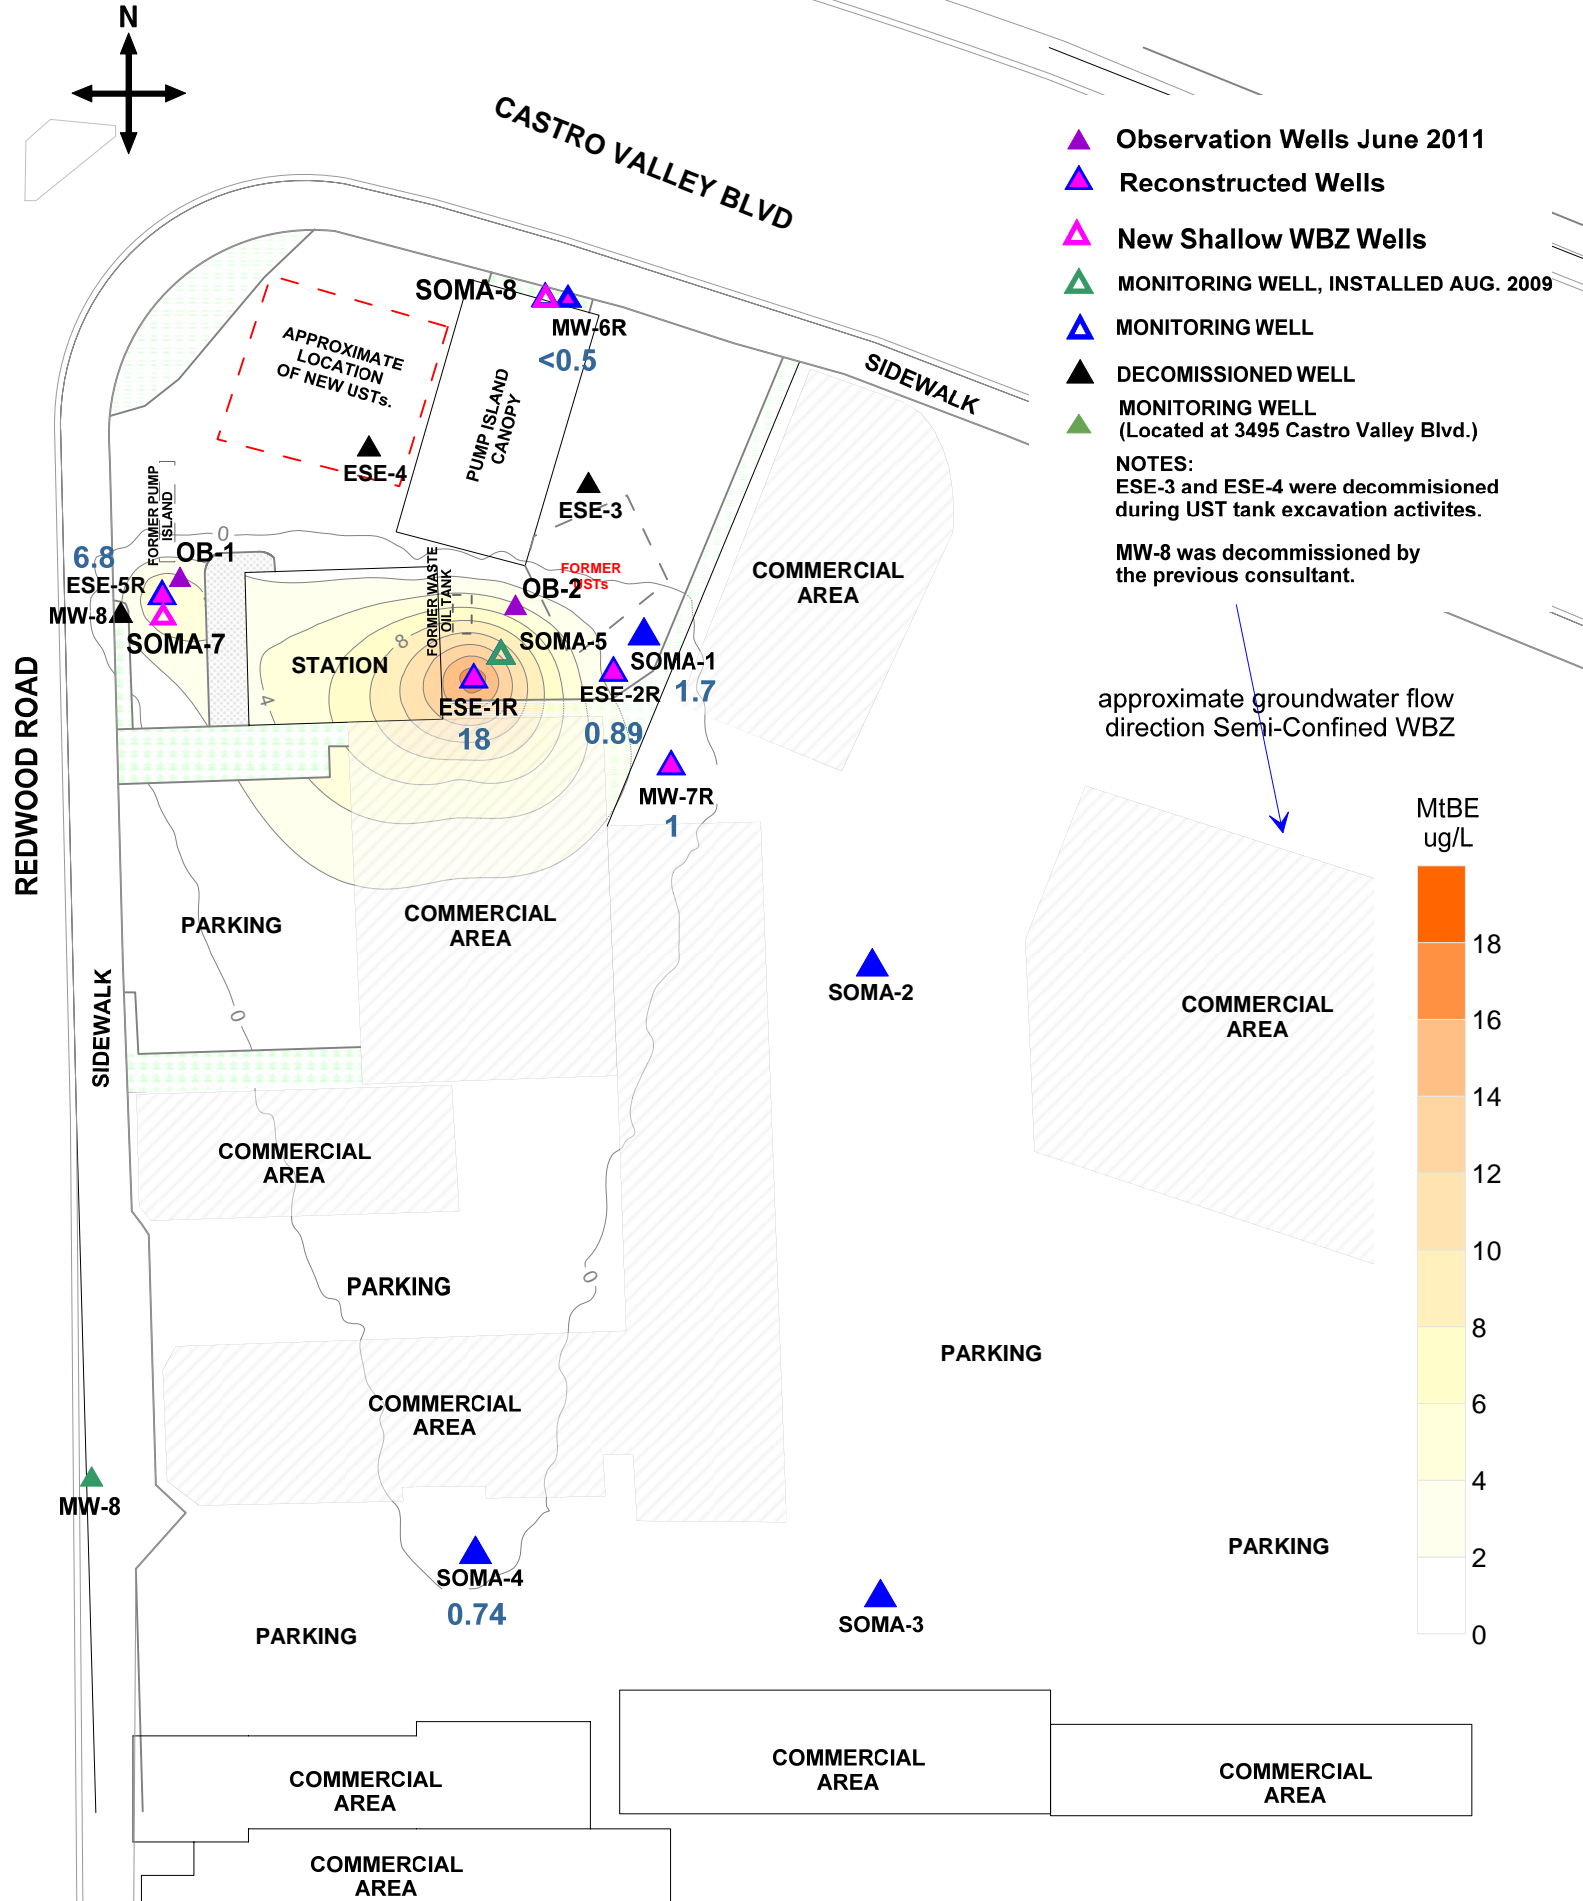 N
CASTRO VALLEY BLVD
Observation Wells June 2011
Reconstructed Wells
New Shallow WBZ Wells
MONITORING WELL, INSTALLED AUG. 2009
MONITORING WELL
DECOMISSIONED WELL
MONITORING WELL
(Located at 3495 Castro Valley Blvd.)
NOTES:
ESE-3 and ESE-4 were decommisioned
during UST tank excavation activites.
MW-8 was decommissioned by
the previous consultant.
approximate groundwater flow
direction Semi-Confined WBZ
SOMA-8
MW-6R
<0.5
APPROXIMATE
LOCATION
OF NEW USTs.
PUMP ISLAND
CANOPY
SIDEWALK
ESE-4
ESE-3
FORMER PUMP
ISLAND
0
6.8
OB-1
ESE-5R
MW-8
SOMA-7
FORMER WASTE
OIL TANK
FORMER
USTs
OB-2
COMMERCIAL
AREA
8
4
STATION
SOMA-5
SOMA-1
1.7
ESE-2R
0.89
ESE-1R
18
MW-7R
1
REDWOOD ROAD
SIDEWALK
PARKING
COMMERCIAL
AREA
0
SOMA-2
COMMERCIAL
AREA
MtBE
ug/L
18
16
14
12
10
8
6
4
2
0
COMMERCIAL
AREA
PARKING
0
PARKING
COMMERCIAL
AREA
MW-8
SOMA-4
0.74
PARKING
SOMA-3
PARKING
COMMERCIAL
AREA
COMMERCIAL
AREA
COMMERCIAL
AREA
COMMERCIAL
AREA